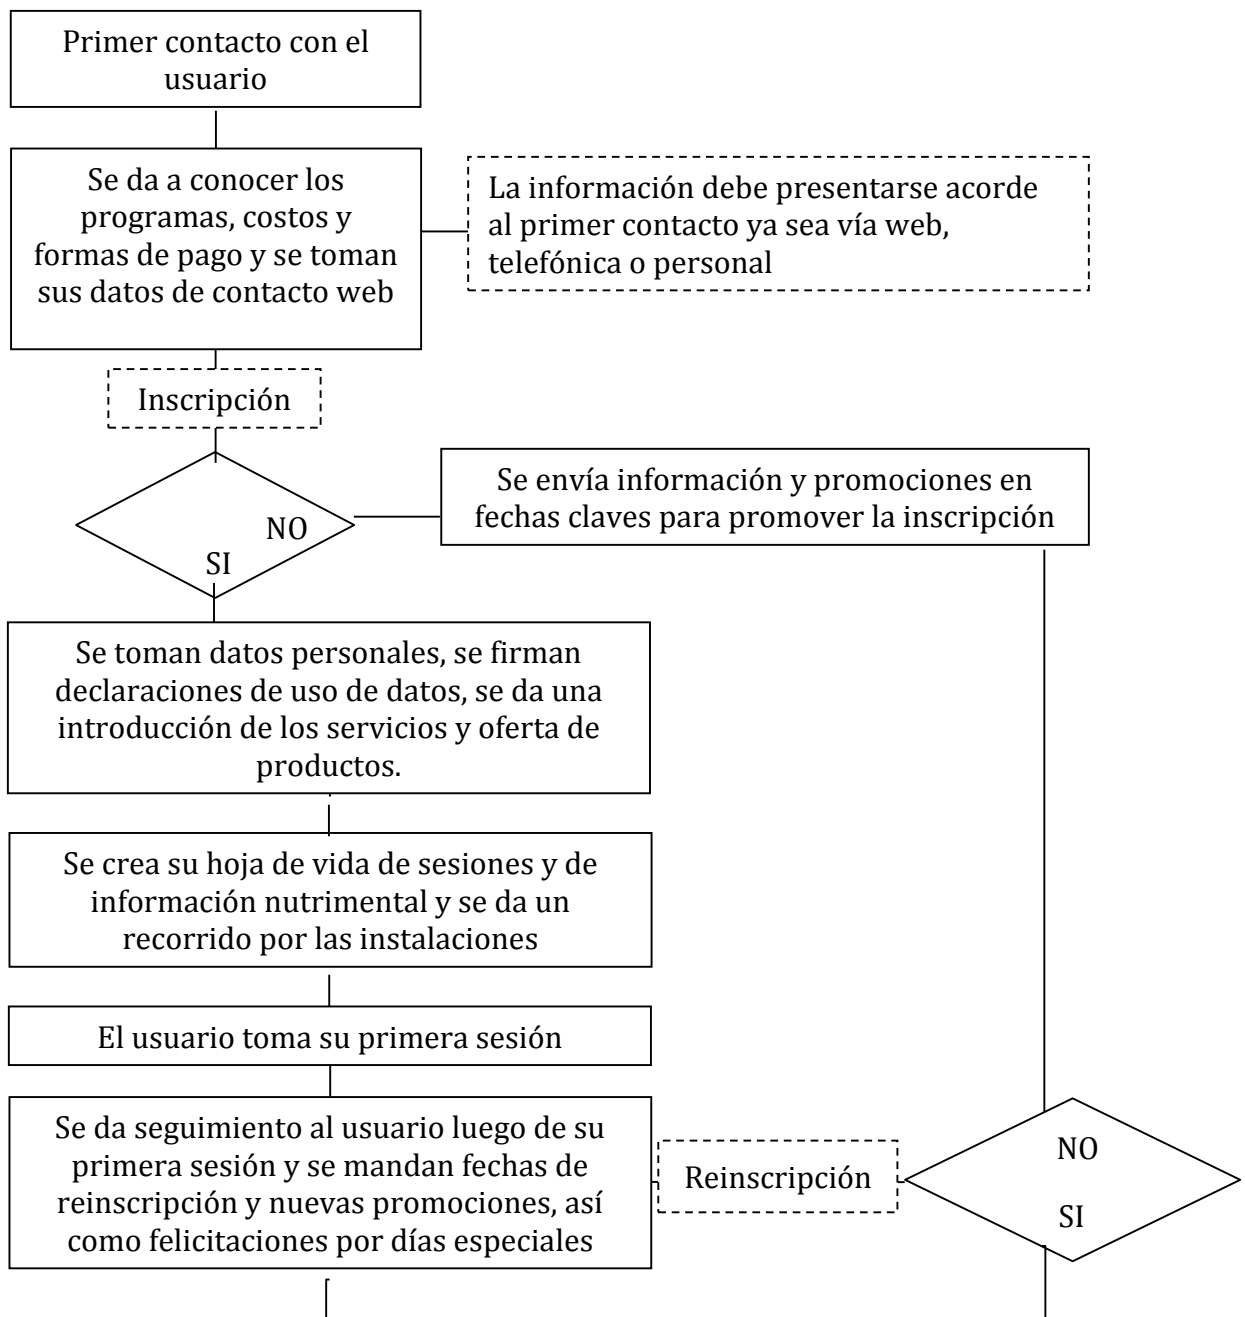 Primer contacto con el
usuario
Se da a conocer los
programas, costos y
formas de pago y se toman
sus datos de contacto web
La información debe presentarse acorde
al primer contacto ya sea vía web,
telefónica o personal
Inscripción
NO
SI
Se envía información y promociones en
fechas claves para promover la inscripción
Se toman datos personales, se firman
declaraciones de uso de datos, se da una
introducción de los servicios y oferta de
productos.
Se crea su hoja de vida de sesiones y de
información nutrimental y se da un
recorrido por las instalaciones
El usuario toma su primera sesión
Se da seguimiento al usuario luego de su
primera sesión y se mandan fechas de
reinscripción y nuevas promociones, así
como felicitaciones por días especiales
Reinscripción
NO
SI